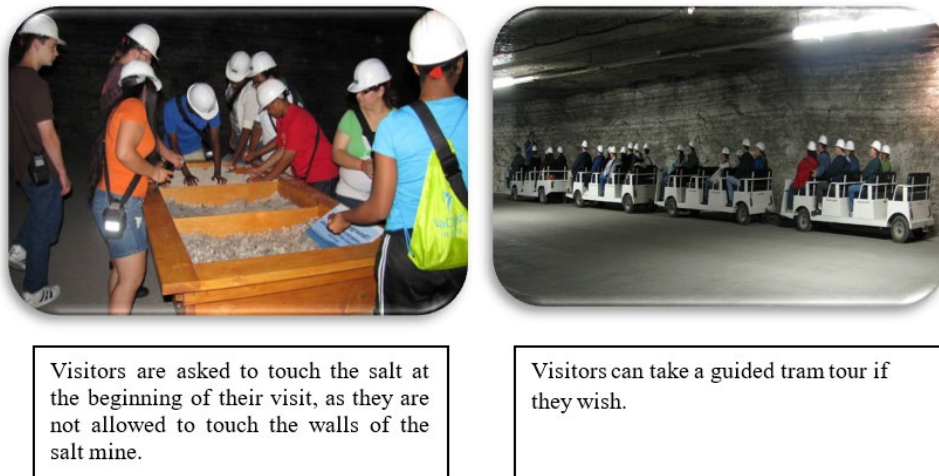 Visitors are asked to touch the salt at
the beginning of their visit, as they are
not allowed to touch the walls of the
salt mine.
Visitors can take a guided tram tour if
they wish.